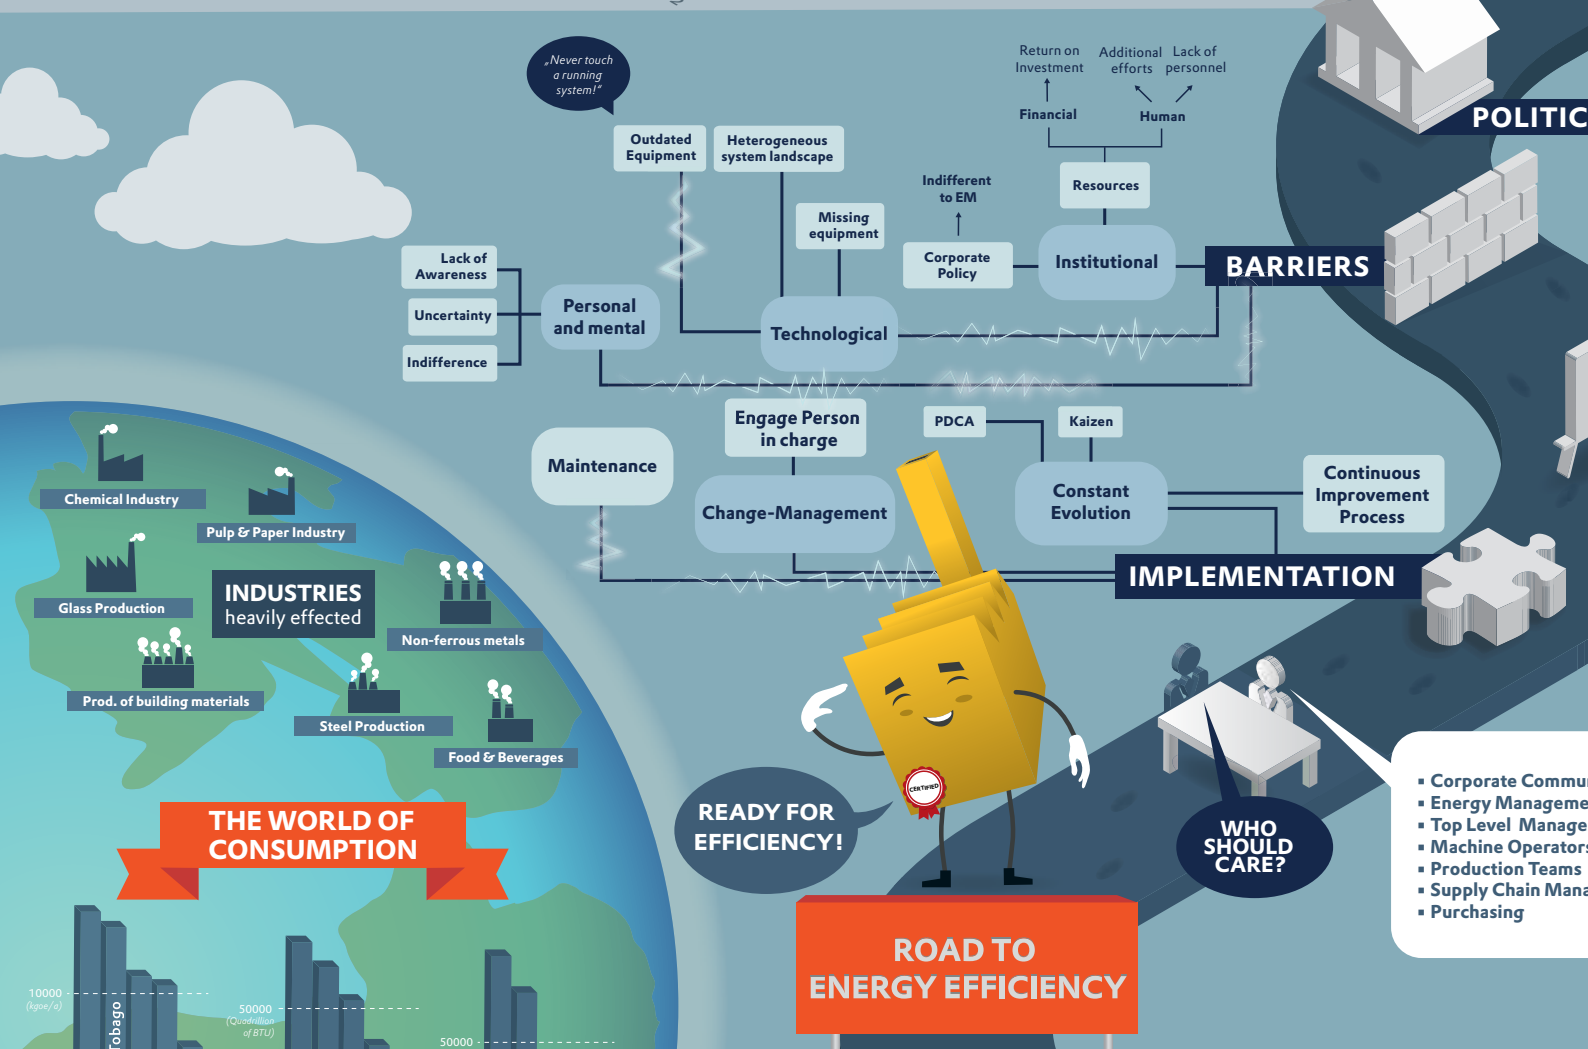 „Never touch
a running
system!“
Outdated
Equipment
Heterogeneous
system landscape
Missing
equipment
Return on
Investment
Additional
efforts
Lack of
personnel
Financial
Human
Resources
Indifferent
to EM
Corporate
Policy
Institutional
BARRIERS
POLITIC
Lack of
Awareness
Uncertainty
Indifference
Personal
and mental
Technological
Engage Person
in charge
Maintenance
Change-Management
PDCA
Kaizen
Constant
Evolution
Continuous
Improvement
Process
IMPLEMENTATION
Chemical Industry
Pulp & Paper Industry
Glass Production
INDUSTRIES
heavily effected
Non-ferrous metals
Prod. of building materials
Steel Production
Food & Beverages
THE WORLD OF
CONSUMPTION
10000
(kgoe/a)
Tobago
50000
(Quadrillion
of BTU)
50000
READY FOR
EFFICIENCY!
CERTIFIED
ROAD TO
ENERGY EFFICIENCY
WHO
SHOULD
CARE?
▪ Corporate Commu
▪ Energy Manageme
▪ Top Level Manage
▪ Machine Operators
▪ Production Teams
▪ Supply Chain Mana
▪ Purchasing